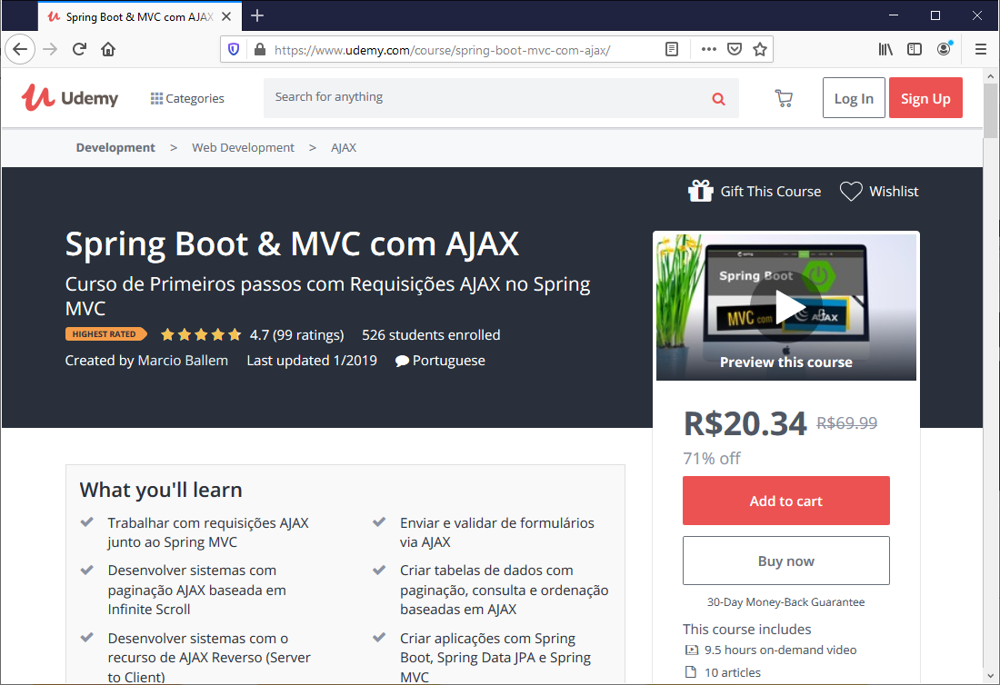 Spring Boot & MVC com AJAX
https://www.udemy.com/course/spring-boot-mvc-com-ajax/
Udemy
Categories
Search for anything
Log In
Sign Up
Development > Web Development > AJAX
Gift This Course
Wishlist
Spring Boot & MVC com AJAX
Curso de Primeiros passos com Requisições AJAX no Spring
MVC
HIGHEST RATED 4.7 (99 ratings) 526 students enrolled
Created by Marcio Ballem Last updated 1/2019 Portuguese
Spring Boot
MVC com
AJAX
Preview this course
R$20.34 R$69.99
71% off
Add to cart
Buy now
30-Day Money-Back Guarantee
This course includes
9.5 hours on-demand video
10 articles
What you'll learn
Trabalhar com requisições AJAX
junto ao Spring MVC
Enviar e validar de formulários
via AJAX
Desenvolver sistemas com
paginação AJAX baseada em
Infinite Scroll
Criar tabelas de dados com
paginação, consulta e ordenação
baseadas em AJAX
Desenvolver sistemas com o
recurso de AJAX Reverso (Server
to Client)
Criar aplicações com Spring
Boot, Spring Data JPA e Spring
MVC